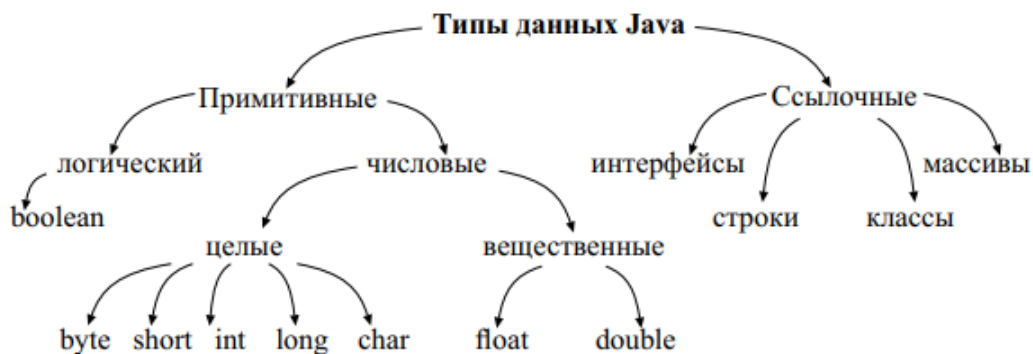 Типы данных Java
Примитивные
Ссылочные
логический
числовые
интерфейсы
массивы
boolean
строки
классы
целые
вещественные
byte short int long char float double